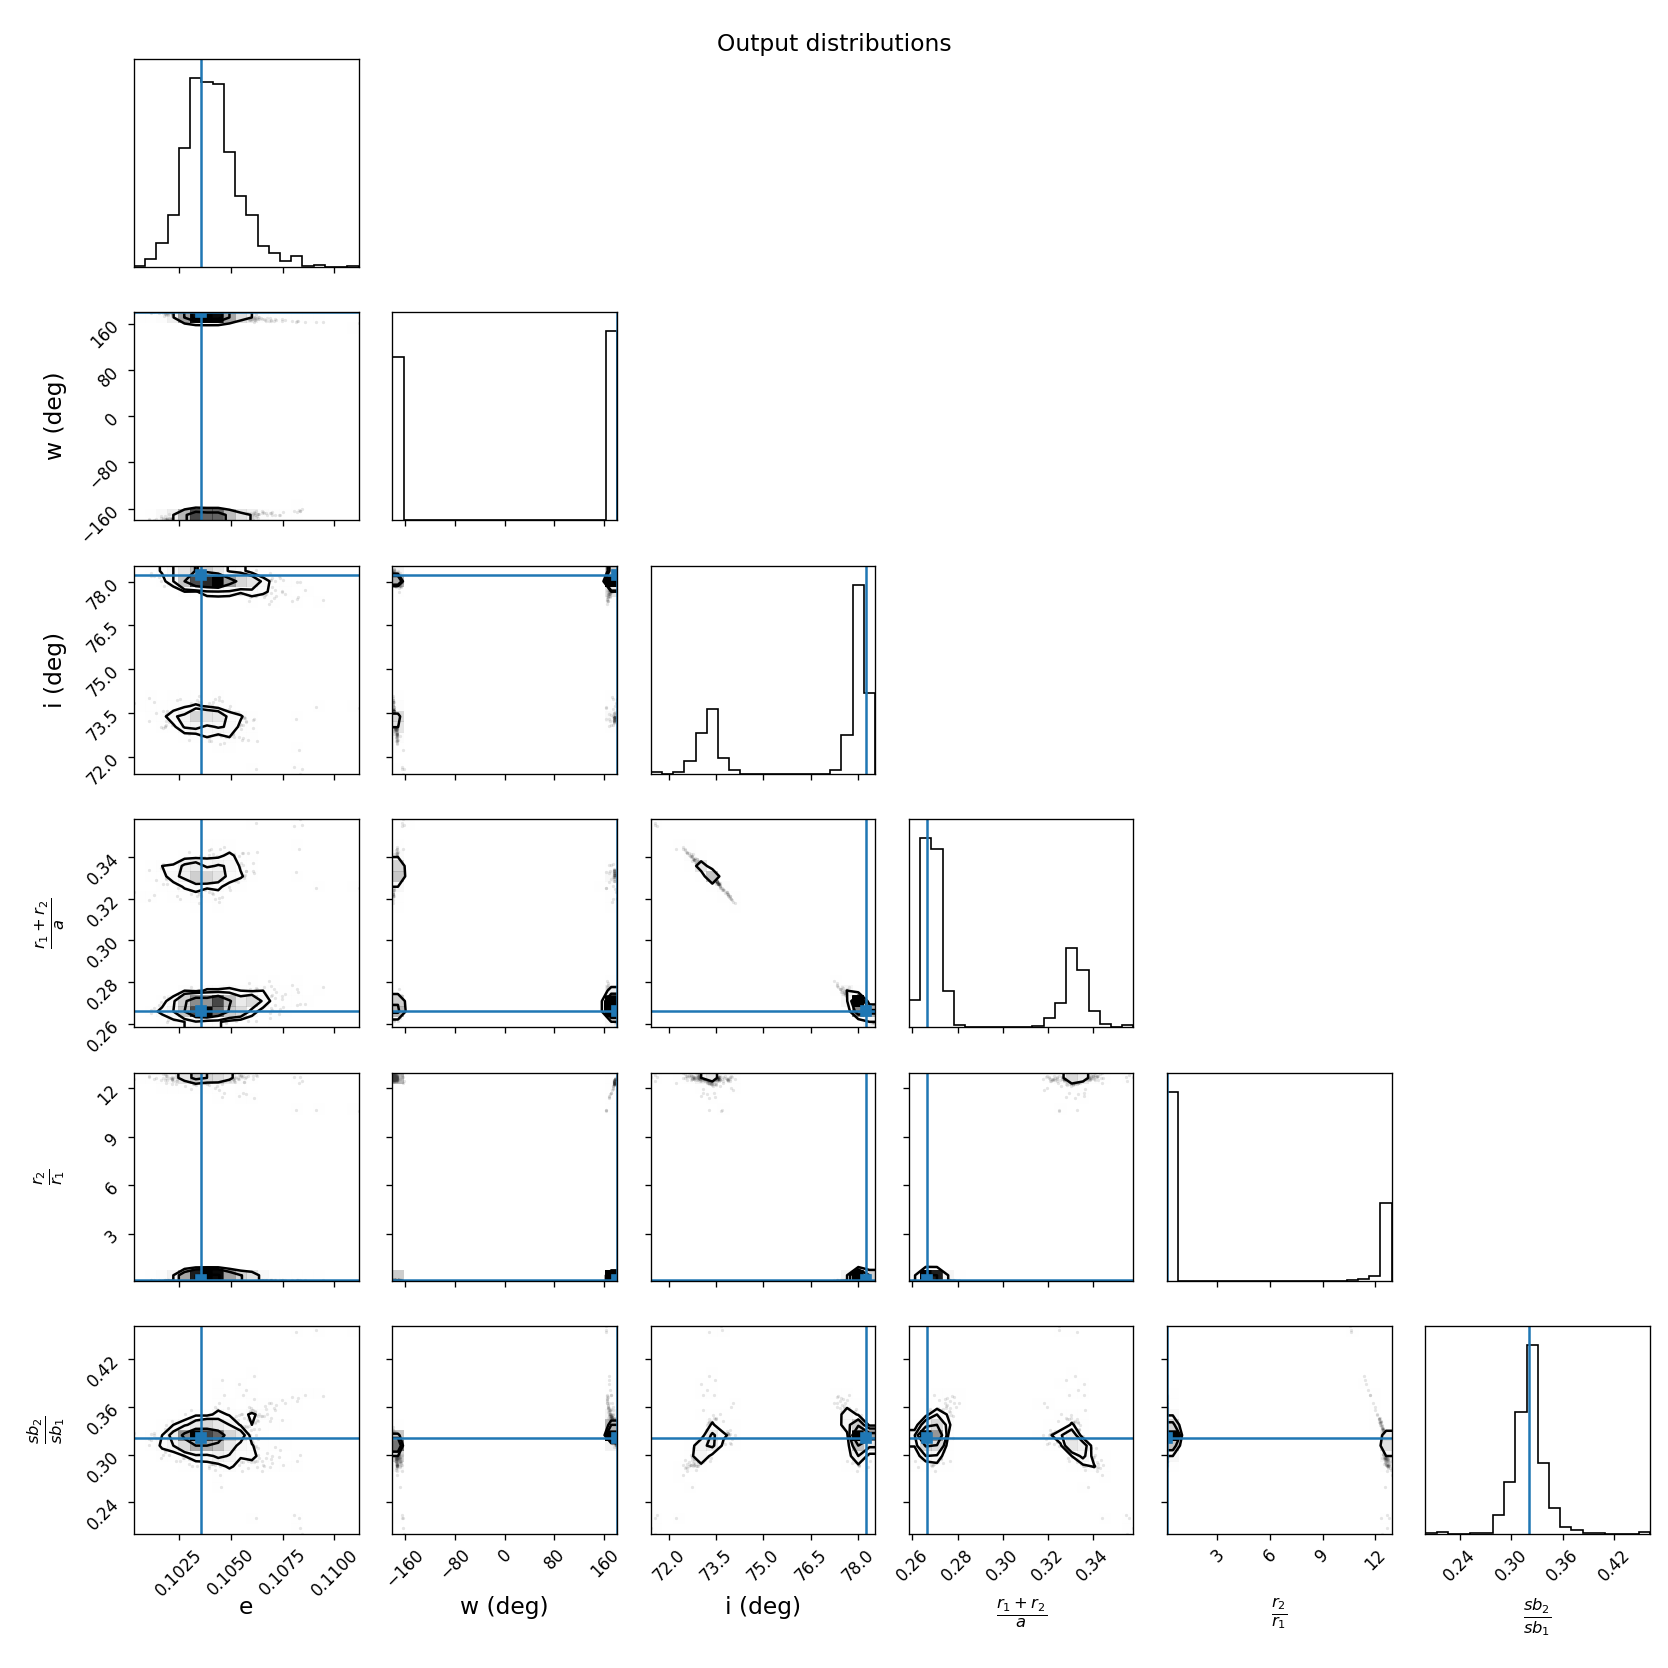 Output distributions
w (deg)
160
80
0
−80
−160
i (deg)
78.0
76.5
75.0
73.5
72.0
r1 + r2
a
0.34
0.32
0.30
0.28
0.26
r2
r1
12
9
6
3
sb2
sb1
0.42
0.36
0.30
0.24
0.1025 0.1050 0.1075 0.1100
−160 −80 0 80 160
72.0 73.5 75.0 76.5 78.0
0.26 0.28 0.30 0.32 0.34
3 6 9 12
0.24 0.30 0.36 0.42
e
w (deg)
i (deg)
r1 + r2
a
r2
r1
sb2
sb1